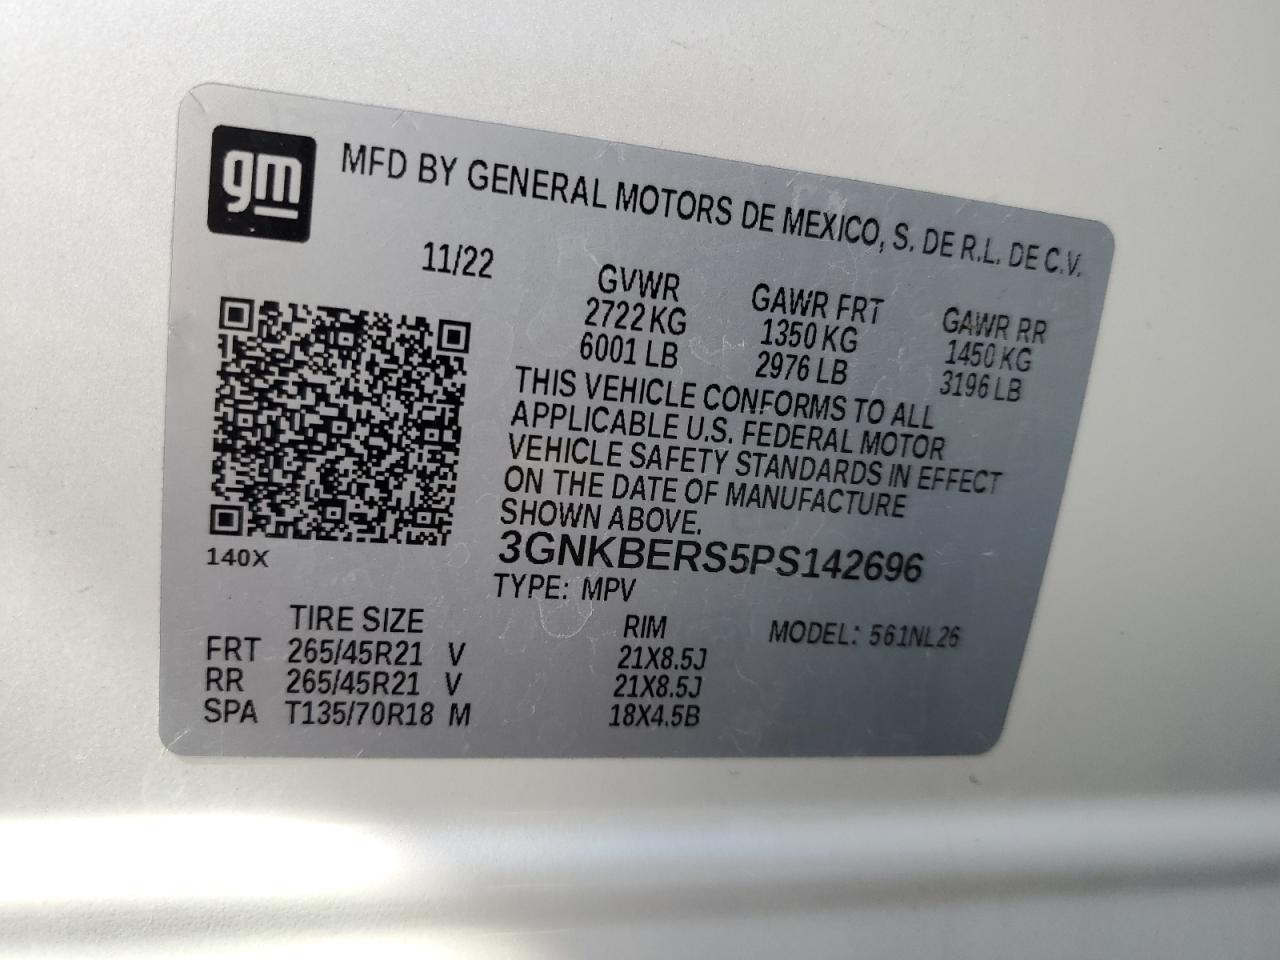 gm
MFD BY GENERAL MOTORS DE MEXICO, S. DE R.L. DE C.V.
11/22
GVWR GAWR FRT GAWR RR
2722 KG 1350 KG 1450 KG
6001 LB 2976 LB 3196 LB
THIS VEHICLE CONFORMS TO ALL
APPLICABLE U.S. FEDERAL MOTOR
VEHICLE SAFETY STANDARDS IN EFFECT
ON THE DATE OF MANUFACTURE
SHOWN ABOVE.
140X
3GNKBERS5PS142696
TYPE: MPV
TIRE SIZE RIM MODEL: 561NL26
FRT 265/45R21 V 21X8.5J
RR 265/45R21 V 21X8.5J
SPA T135/70R18 M 18X4.5B